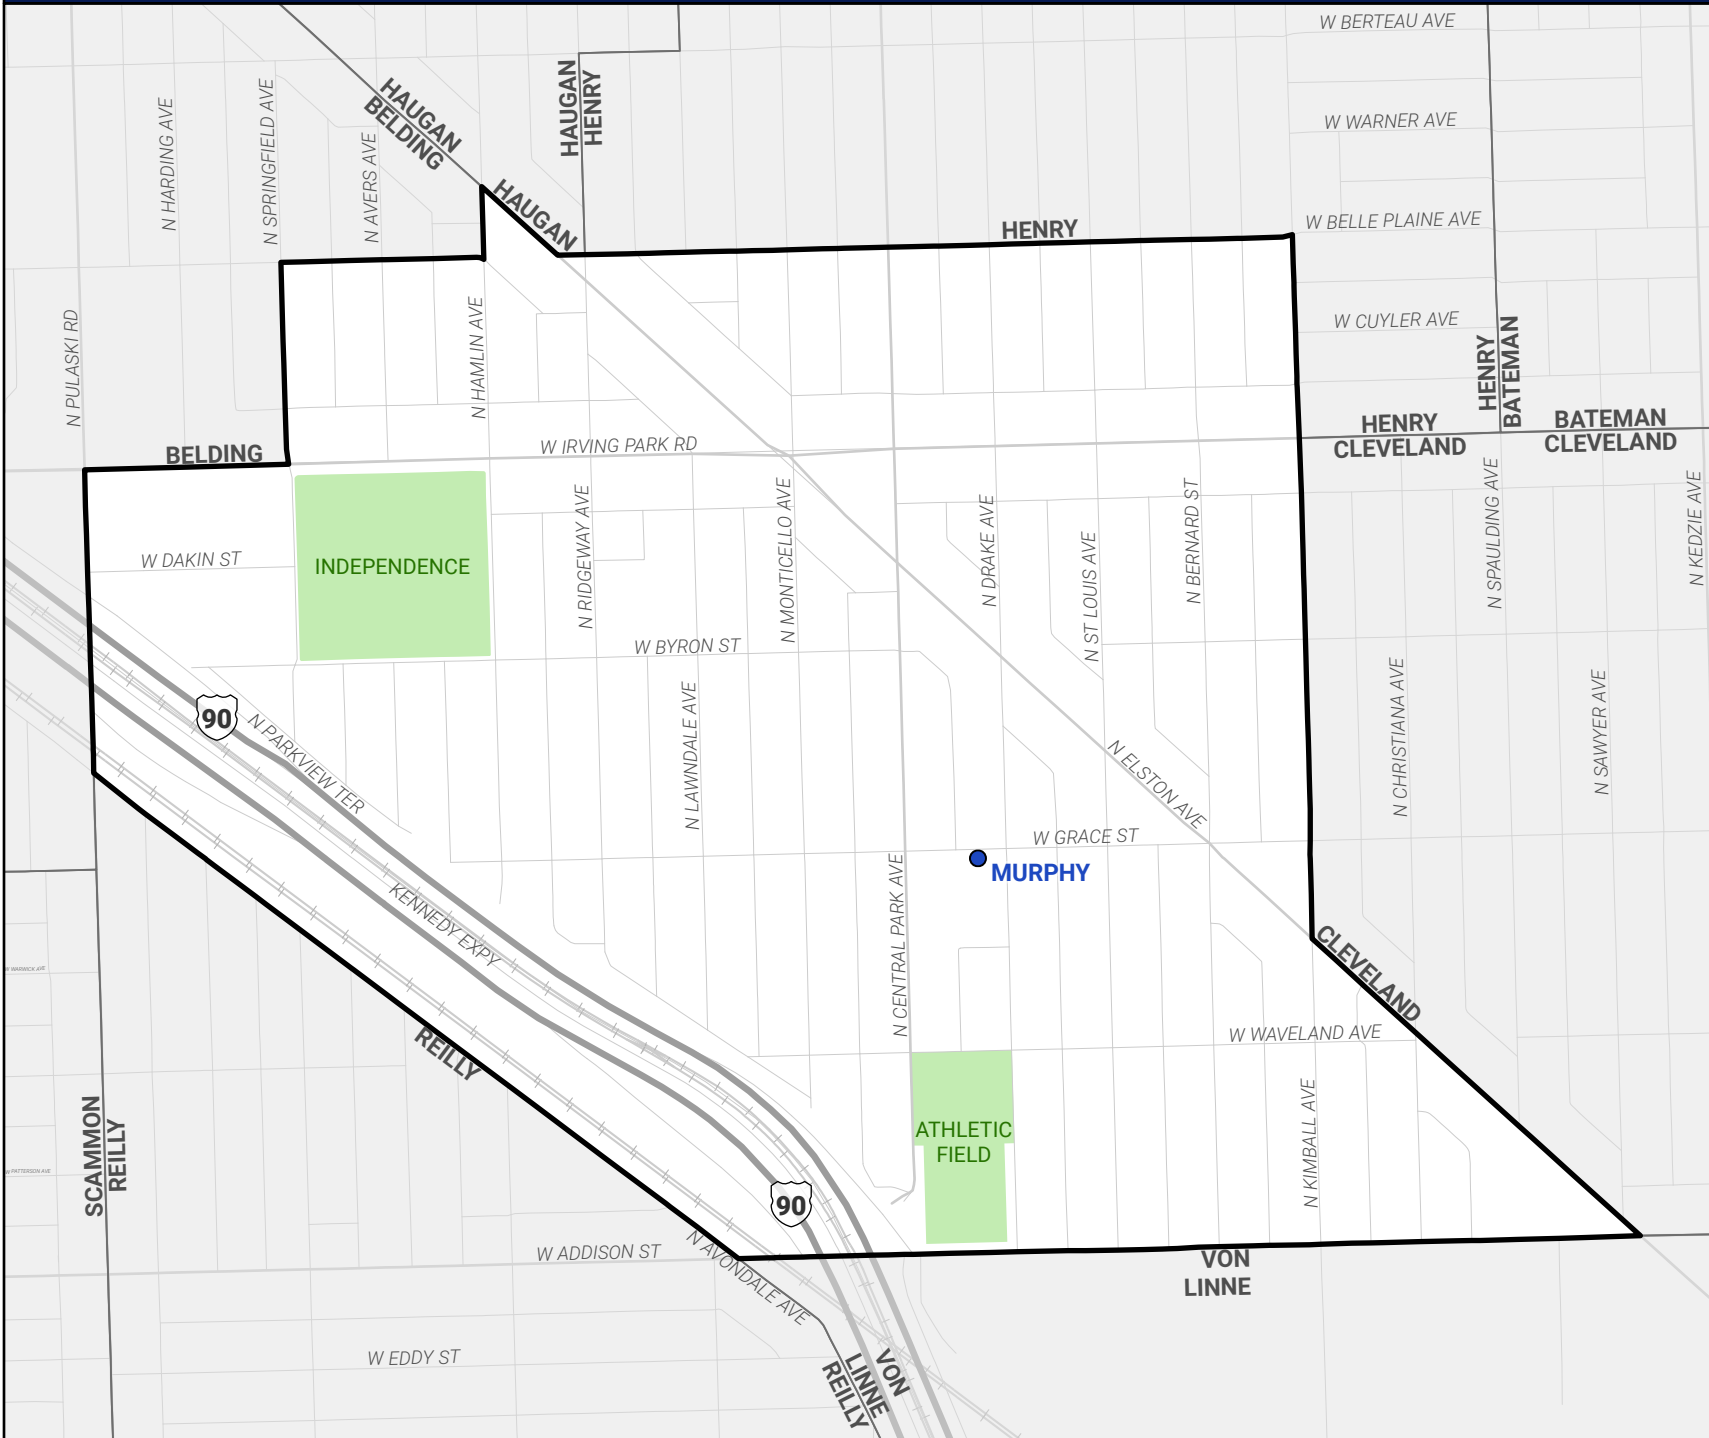 W BERTEAU AVE
HAUGAN
BELDING
HAUGAN
HENRY
N HARDING AVE
N SPRINGFIELD AVE
N AVERS AVE
W WARNER AVE
HAUGAN
HENRY
W BELLE PLAINE AVE
N PULASKI RD
N HAMLIN AVE
W CUYLER AVE
HENRY
BATEMAN
BELDING
W IRVING PARK RD
HENRY
CLEVELAND
BATEMAN
CLEVELAND
W DAKIN ST
INDEPENDENCE
N RIDGEWAY AVE
N MONTICELLO AVE
N DRAKE AVE
N ST LOUIS AVE
N BERNARD ST
N SPAULDING AVE
N KEDZIE AVE
W BYRON ST
90
N PARKVIEW TER
N LAWNDALE AVE
N ELSTON AVE
N CHRISTIANA AVE
N SAWYER AVE
W GRACE ST
MURPHY
KENNEDY EXPY
N CENTRAL PARK AVE
CLEVELAND
W WARWICK AVE
REILLY
W WAVELAND AVE
SCAMMON
REILLY
ATHLETIC
FIELD
N KIMBALL AVE
W PATTERSON AVE
90
W ADDISON ST
N AVONDALE AVE
VON
LINNE
W EDDY ST
VON
LINNE
REILLY